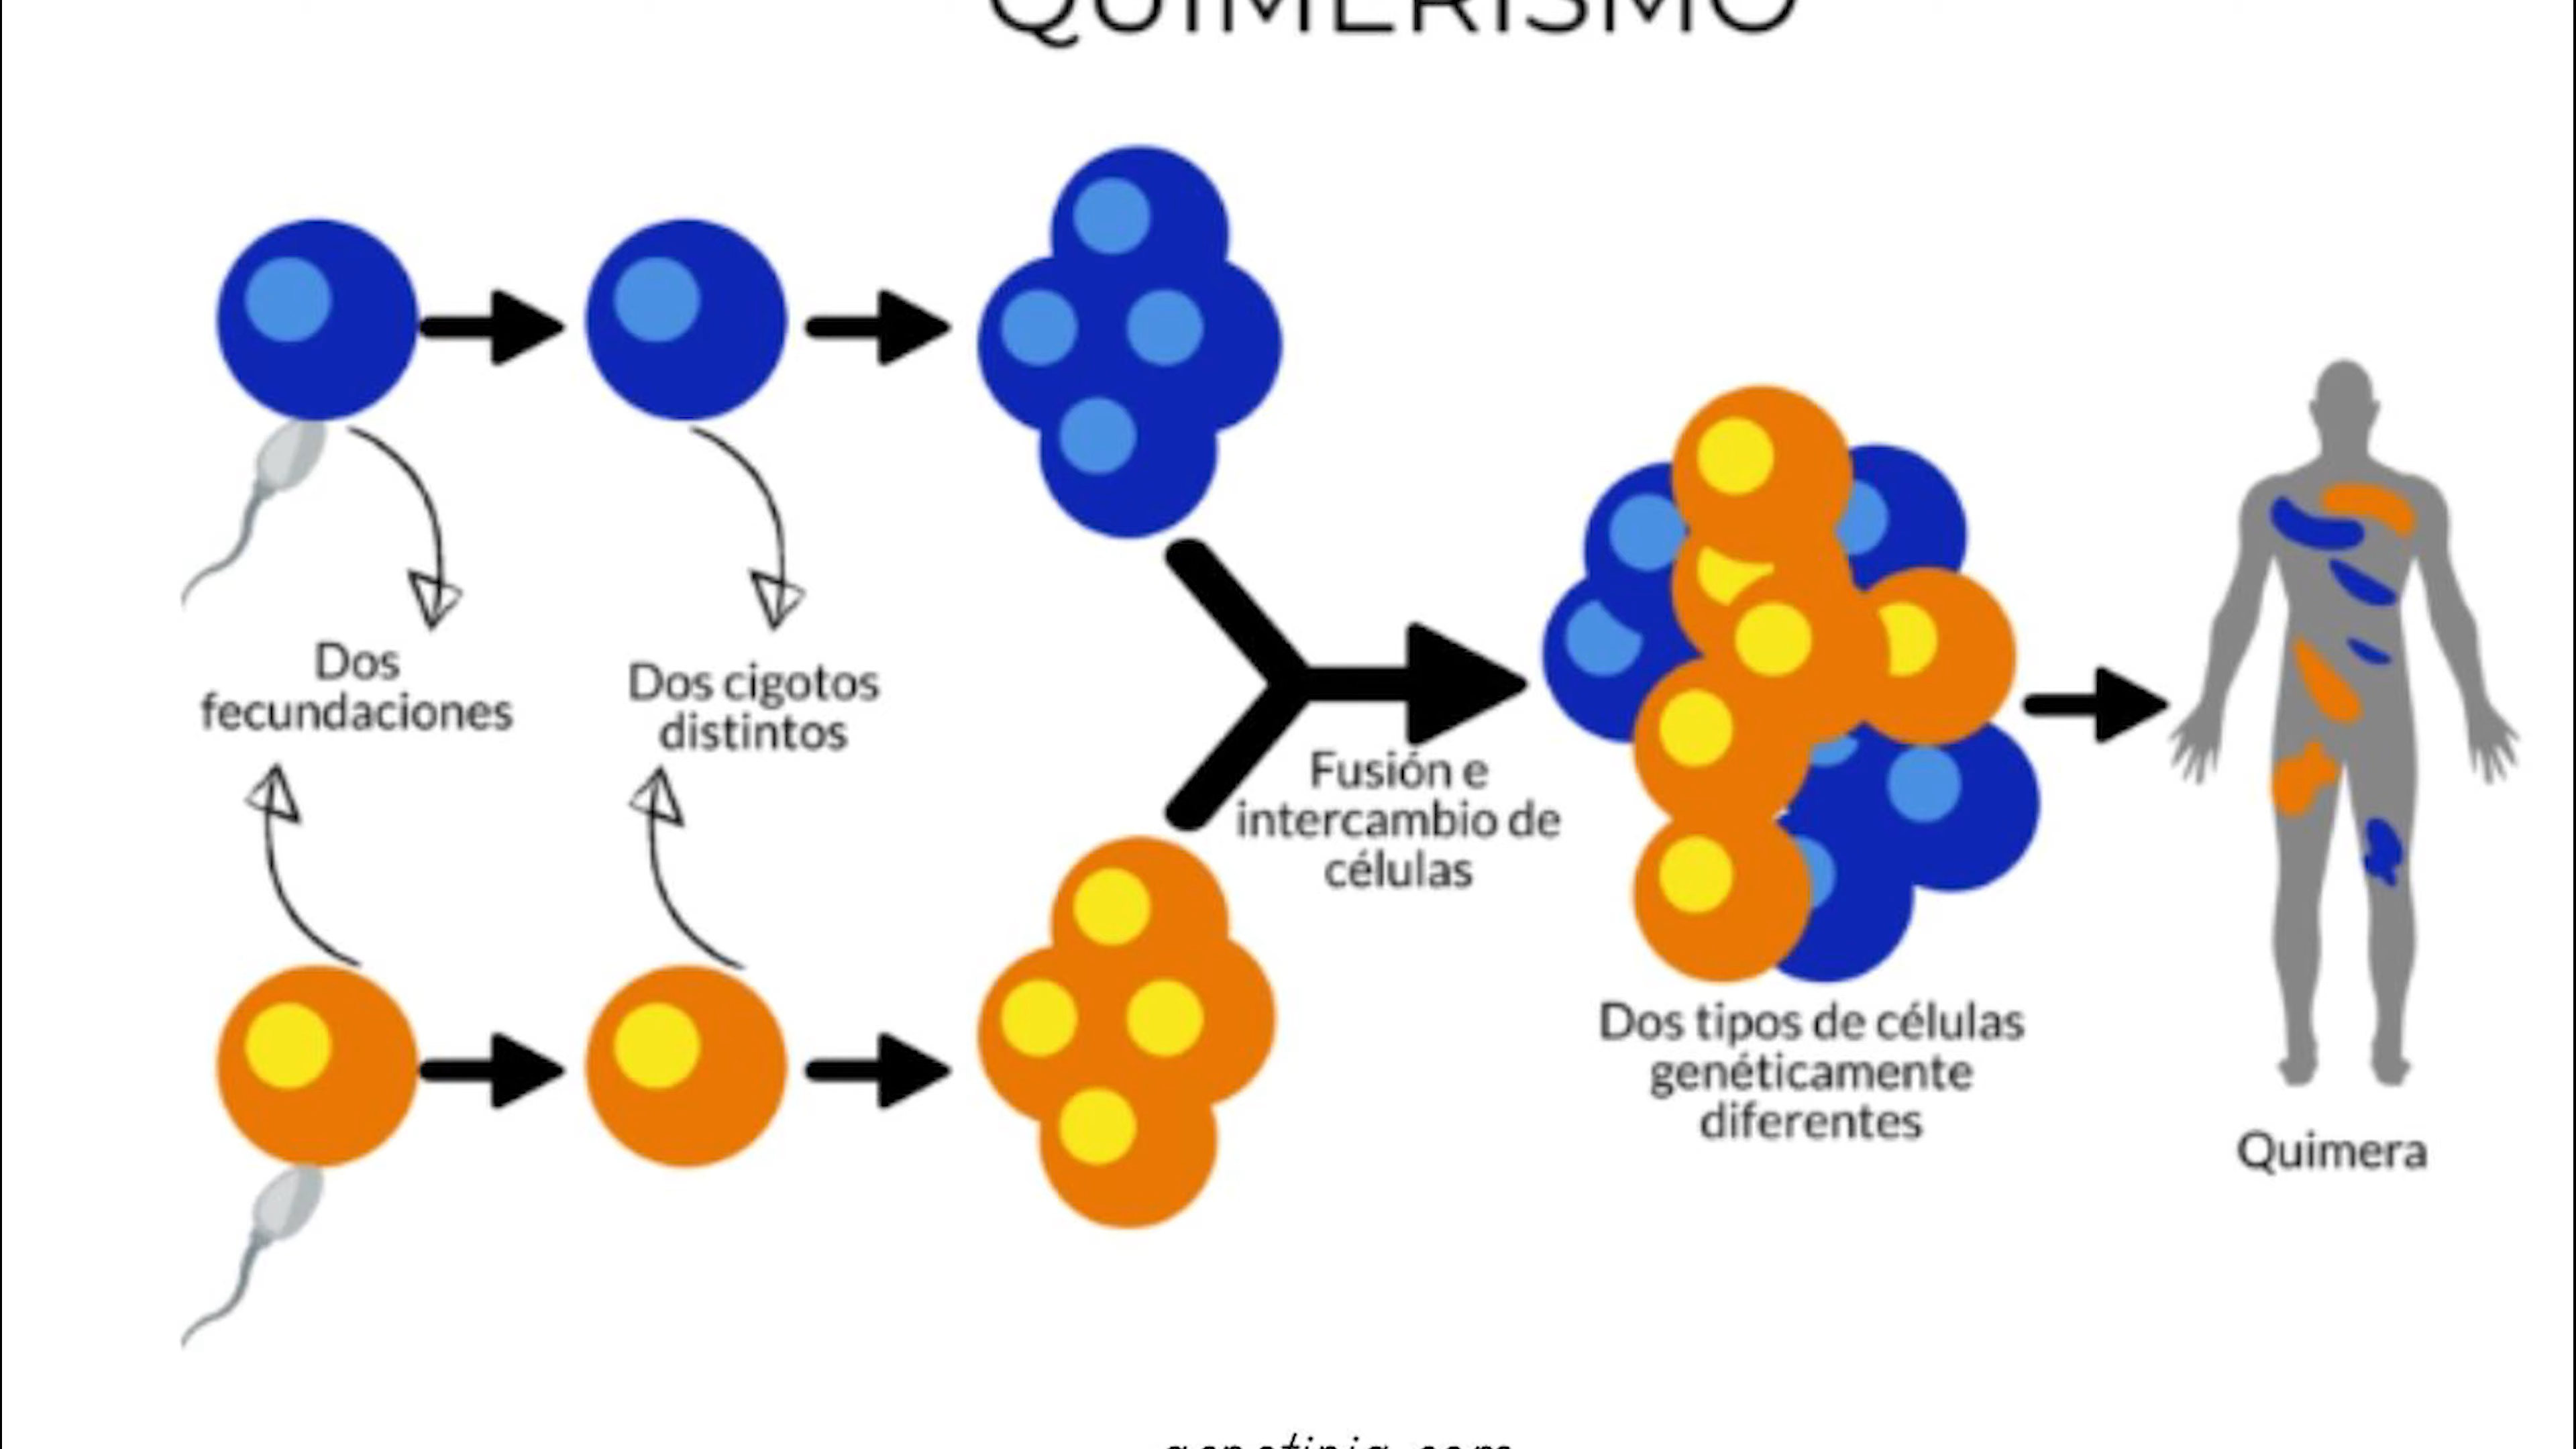 QUIMERISMO
Dos
fecundaciones
Dos cigotos
distintos
Fusión e
intercambio de
células
Dos tipos de células
genéticamente
diferentes
Quimera